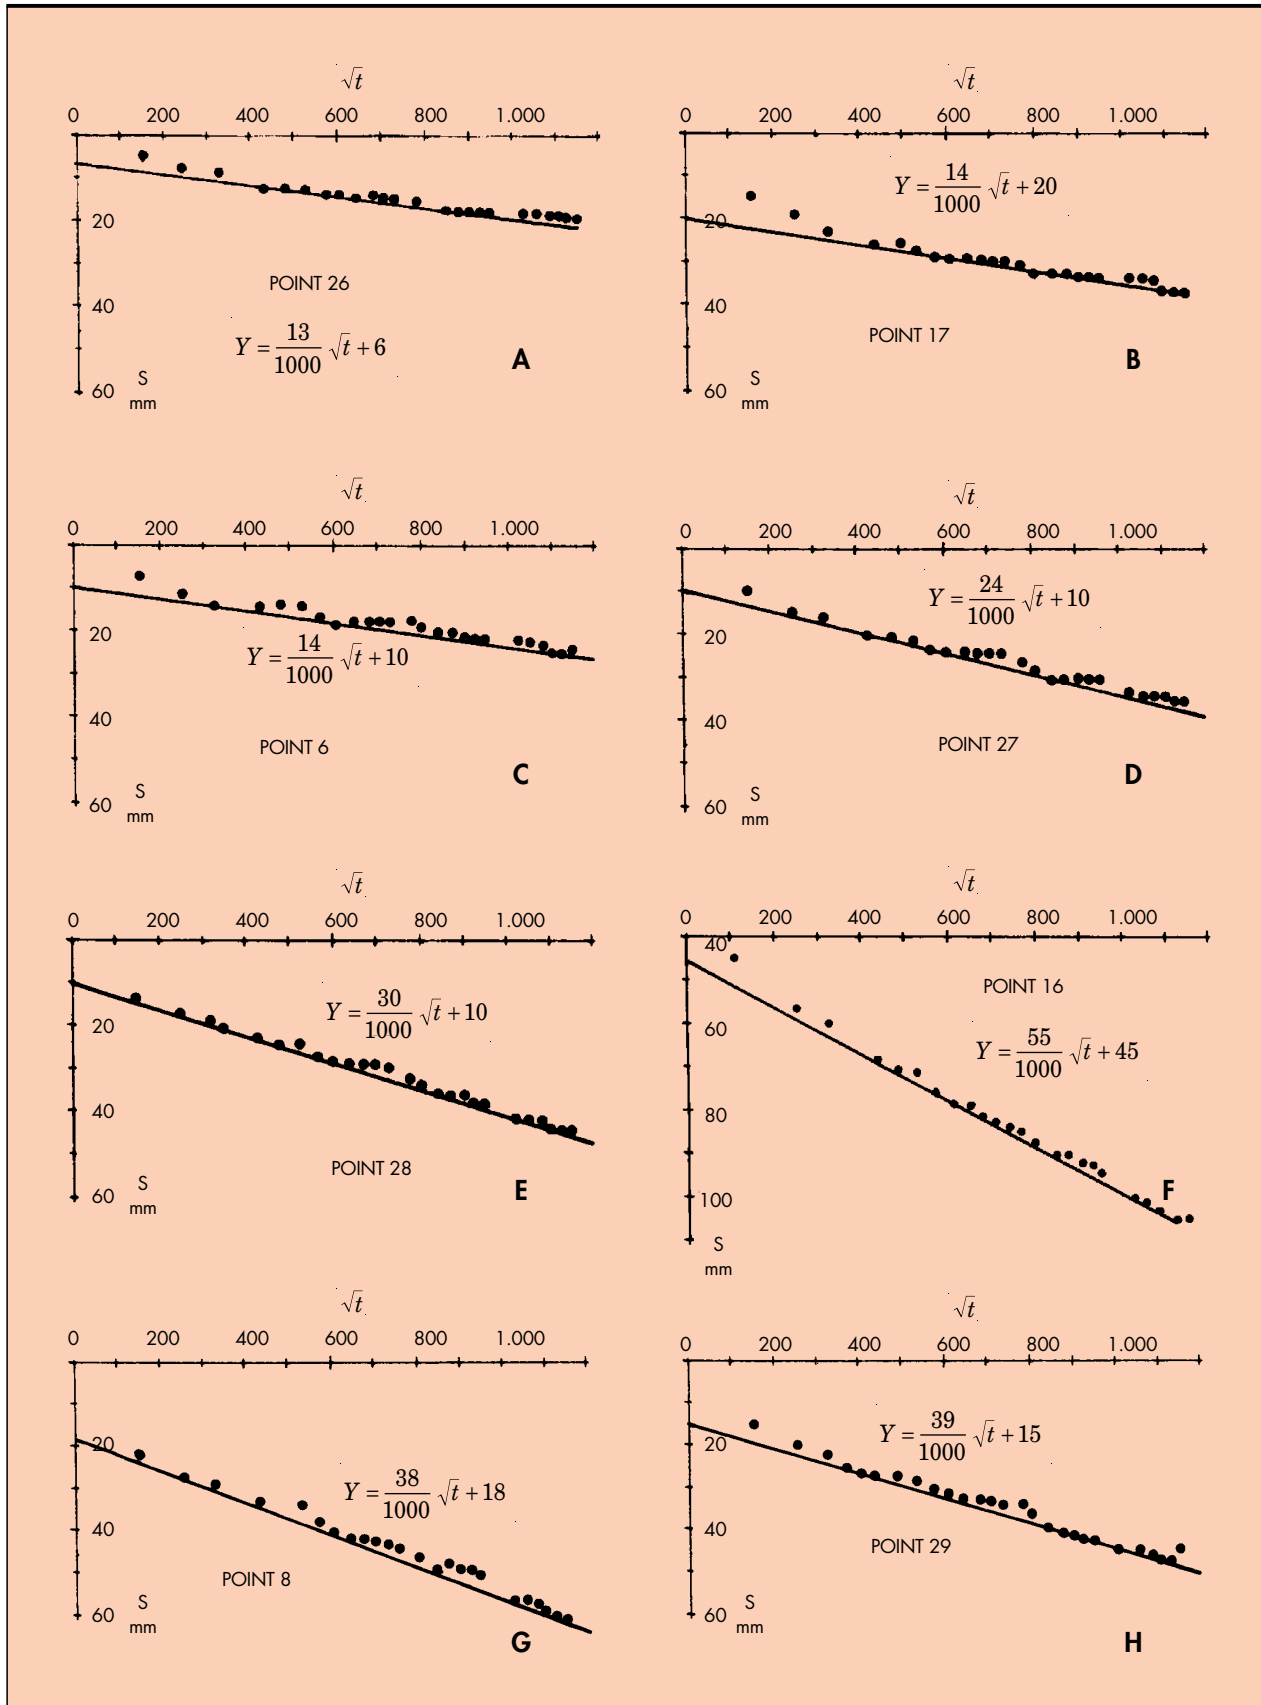 √t
0 200 400 600 800 1.000
20
POINT 26
40
Y = 13/1000 √t + 6
A
60 S
mm
√t
0 200 400 600 800 1.000
Y = 14/1000 √t + 20
20
40
POINT 17
B
60 S
mm
√t
0 200 400 600 800 1.000
20
Y = 14/1000 √t + 10
40
POINT 6
C
60 S
mm
√t
0 200 400 600 800 1.000
Y = 24/1000 √t + 10
20
40
POINT 27
D
60 S
mm
√t
0 200 400 600 800 1.000
Y = 30/1000 √t + 10
20
40
POINT 28
E
60 S
mm
√t
0 200 400 600 800 1.000
40
POINT 16
60
Y = 55/1000 √t + 45
80
100
F
S
mm
√t
0 200 400 600 800 1.000
20
Y = 38/1000 √t + 18
40
POINT 8
60 S
mm
G
√t
0 200 400 600 800 1.000
Y = 39/1000 √t + 15
20
40
POINT 29
60 S
mm
H